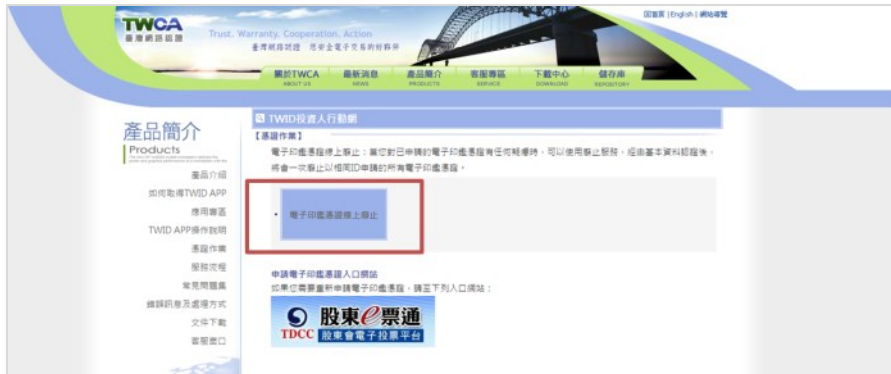 回首頁 | English | 網站導覽
TWCA
臺灣網路認證
Trust. Warranty. Cooperation. Action
臺灣網路認證 是安全電子交易的好夥伴
關於TWCA 最新消息 產品簡介 客服專區 下載中心 儲存庫
ABOUT US NEWS PRODUCTS SERVICE DOWNLOAD REPOSITORY
產品簡介
Products
產品介紹
如何取得TWID APP
應用專區
TWID APP操作說明
憑證作業
服務流程
常見問題集
錯誤訊息及處理方式
文件下載
客服窗口
TWID投資人行動網
【憑證作業】
電子印鑑憑證線上廢止：當您對已申請的電子印鑑憑證有任何疑慮時，可以使用廢止服務，經由基本資料認證後，
將會一次廢止以相同ID申請的所有電子印鑑憑證。
• 電子印鑑憑證線上廢止
申請電子印鑑憑證入口網站
如果您需要重新申請電子印鑑憑證，請至下列入口網站：
TDCC
股東e票通
股東會電子投票平台